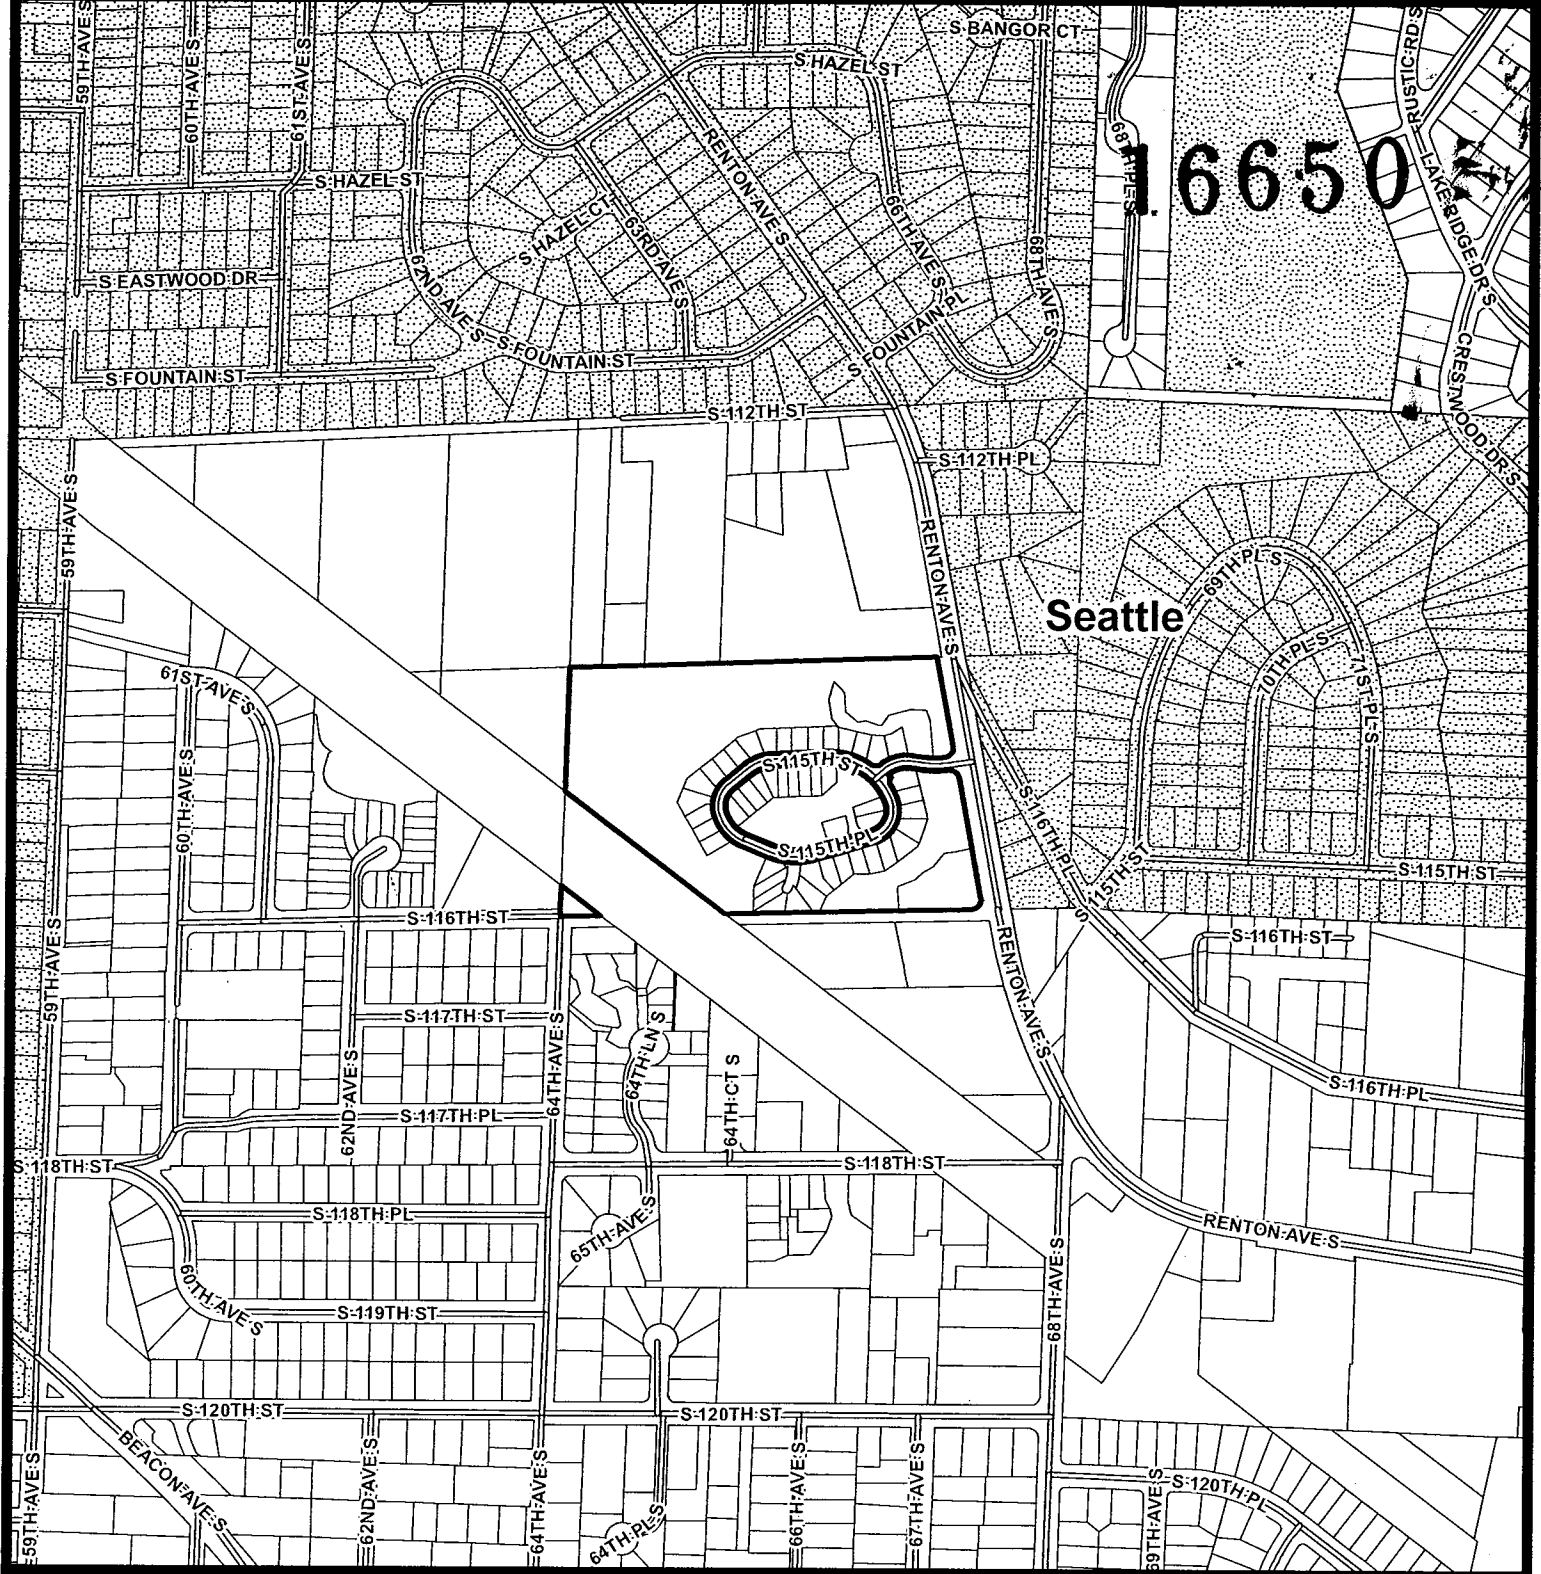 59TH AVE S
60TH AVE S
61ST AVE S
S BANGOR CT
S HAZEL ST
RUSTIC RD S
68TH PL S
16650
RENTON AVE S
LAKERIDGE DR S
S HAZEL ST
S HAZEL CT
63RD AVE S
66TH AVE S
68TH AVE S
62ND AVE S
S EASTWOOD DR
S FOUNTAIN PL
S FOUNTAIN ST
S FOUNTAIN ST
CRESTWOOD DR S
S 112TH ST
S 112TH PL
59TH AVE S
RENTON AVE S
69TH PL S
Seattle
70TH PL S
71ST PL S
61ST AVE S
60TH AVE S
S 115TH ST
S 115TH PL
S 116TH PL
S 115TH ST
S 115TH ST
S 116TH ST
S 116TH ST
59TH AVE S
RENTON AVE S
S 117TH ST
64TH AVE S
64TH LN S
64TH CT S
62ND AVE S
S 116TH PL
S 117TH PL
S 118TH ST
S 118TH ST
S 118TH PL
65TH AVE S
RENTON AVE S
68TH AVE S
60TH AVE S
S 119TH ST
S 120TH ST
S 120TH ST
BEACON AVE S
59TH AVE S
62ND AVE S
64TH AVE S
64TH PL S
66TH AVE S
67TH AVE S
69TH AVE S
S 120TH PL